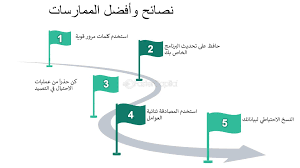 نصائح وأفضل الممارسات
1
استخدم كلمات مرور قوية
2
حافظ على تحديث البرنامج
الخاص بك
3
كن حذرًا من عمليات
الاحتيال في التصيد
4
استخدم المصادقة ثنائية
العوامل
5
النسخ الاحتياطي لبياناتك